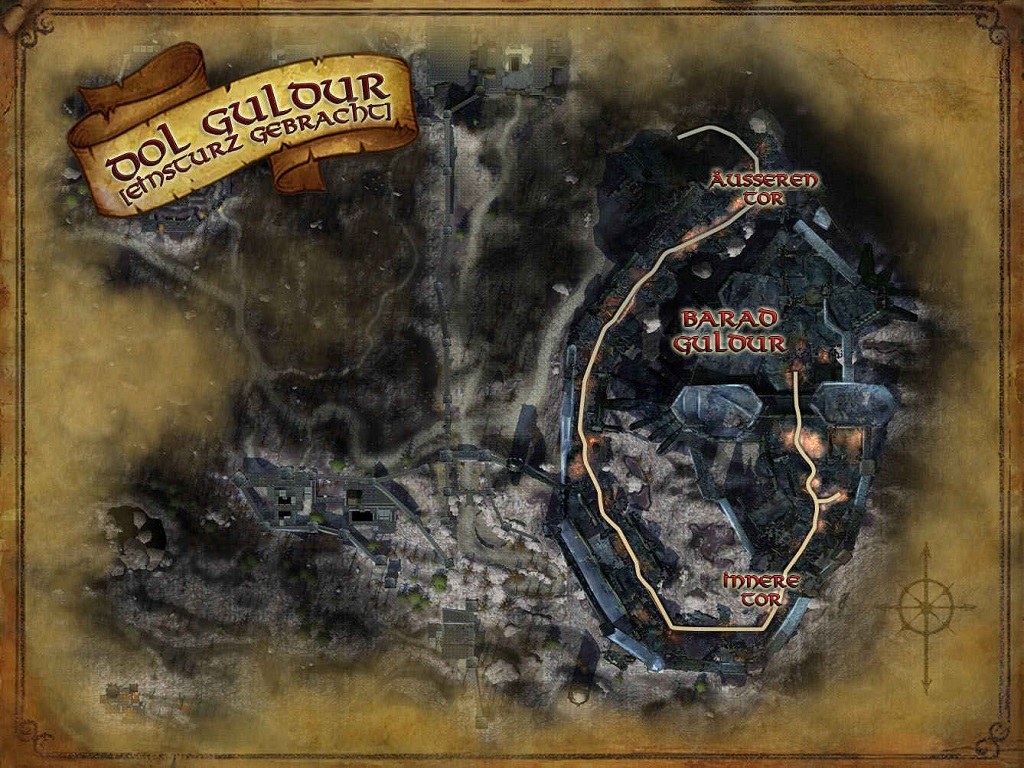 DOL GULDUR
[EINSTURZ GEBRACHT]
ÄUSSEREN
TOR
BARAD
GULDUR
INNERE
TOR